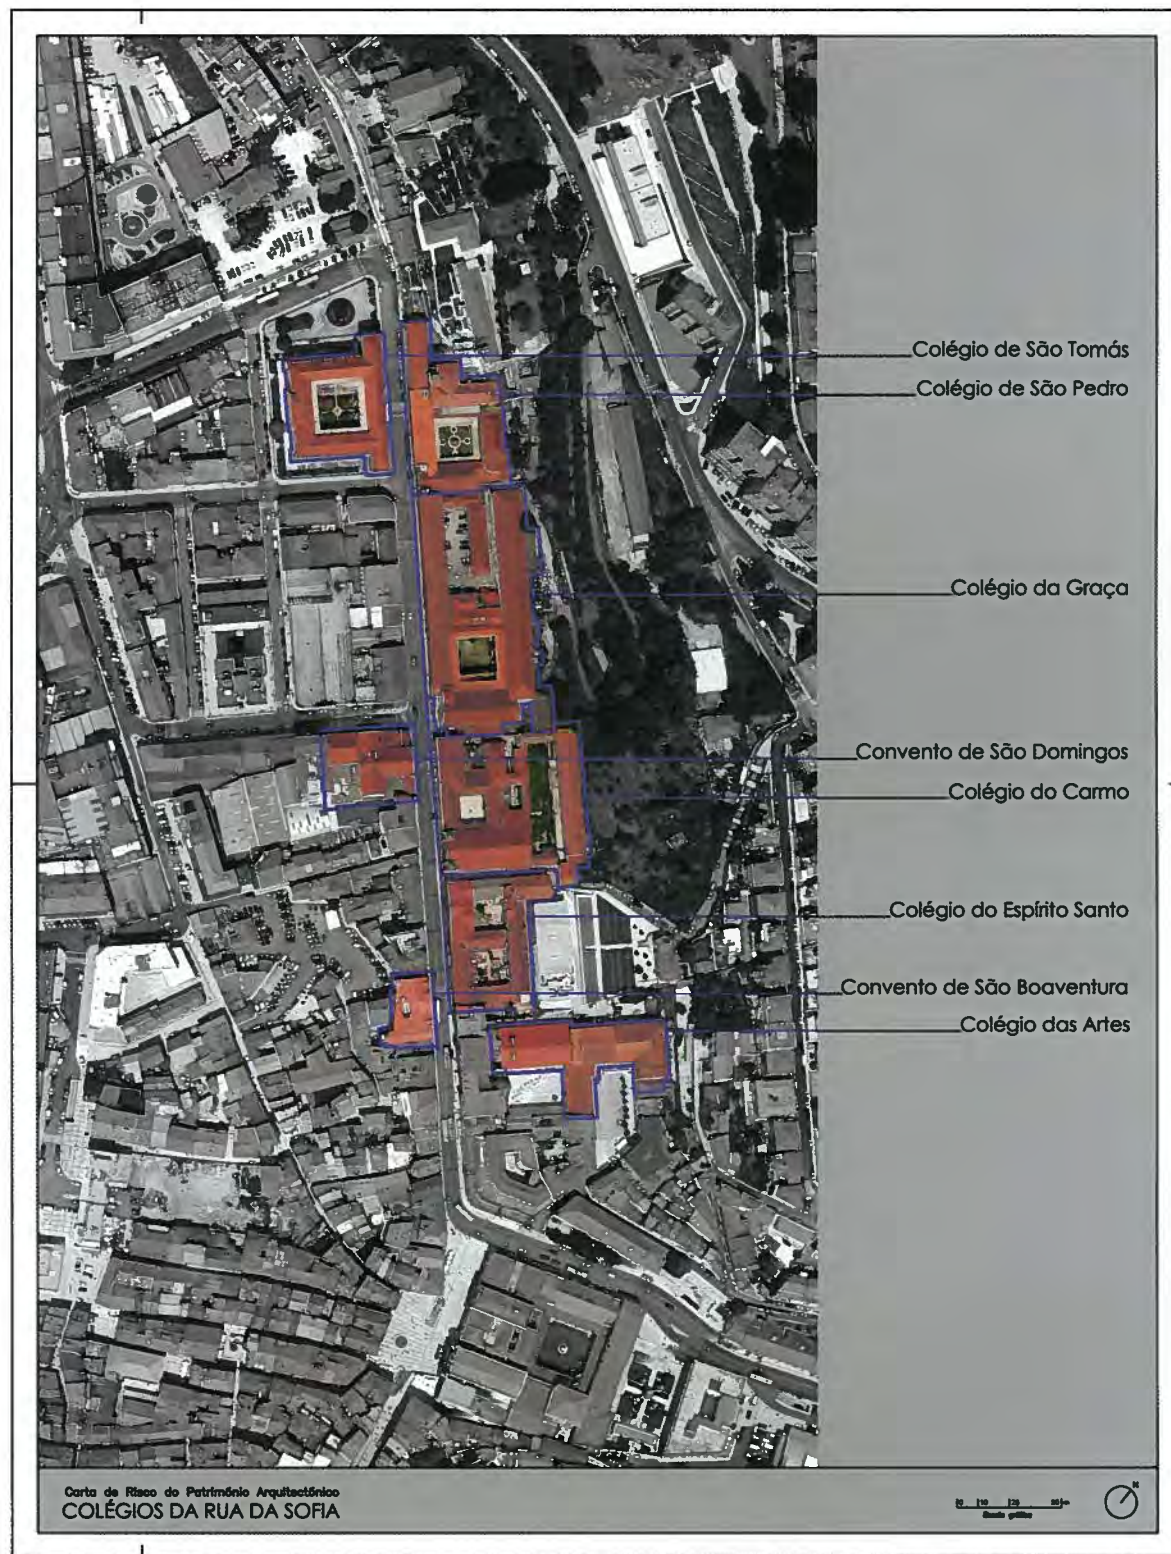 Colégio de São Tomás
Colégio de São Pedro
Colégio da Graça
Convento de São Domingos
Colégio do Carmo
Colégio do Espírito Santo
Convento de São Boaventura
Colégio das Artes
Carta de Risco do Património Arquitectónico
COLÉGIOS DA RUA DA SOFIA
N